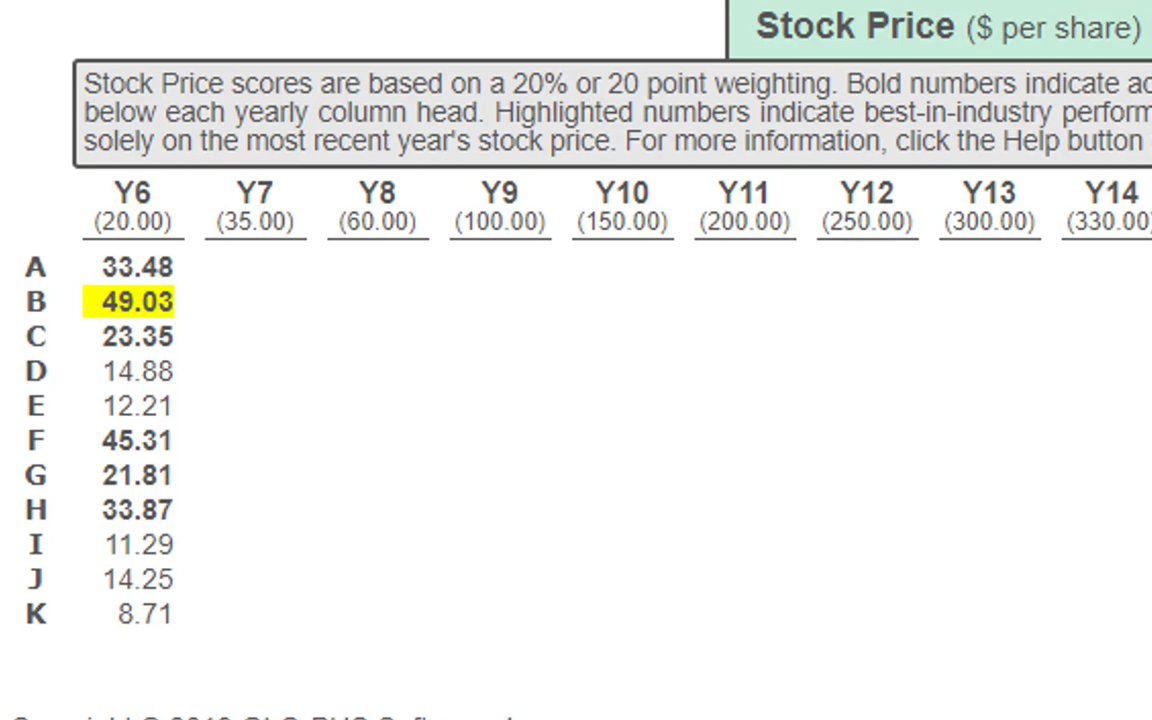 Stock Price ($ per share)
Stock Price scores are based on a 20% or 20 point weighting. Bold numbers indicate
below each yearly column head. Highlighted numbers indicate best-in-industry
solely on the most recent year's stock price. For more information, click the Help button
Y6 Y7 Y8 Y9 Y10 Y11 Y12 Y13 Y14
(20.00) (35.00) (60.00) (100.00) (150.00) (200.00) (250.00) (300.00) (330.00)
A 33.48
B 49.03
C 23.35
D 14.88
E 12.21
F 45.31
G 21.81
H 33.87
I 11.29
J 14.25
K 8.71